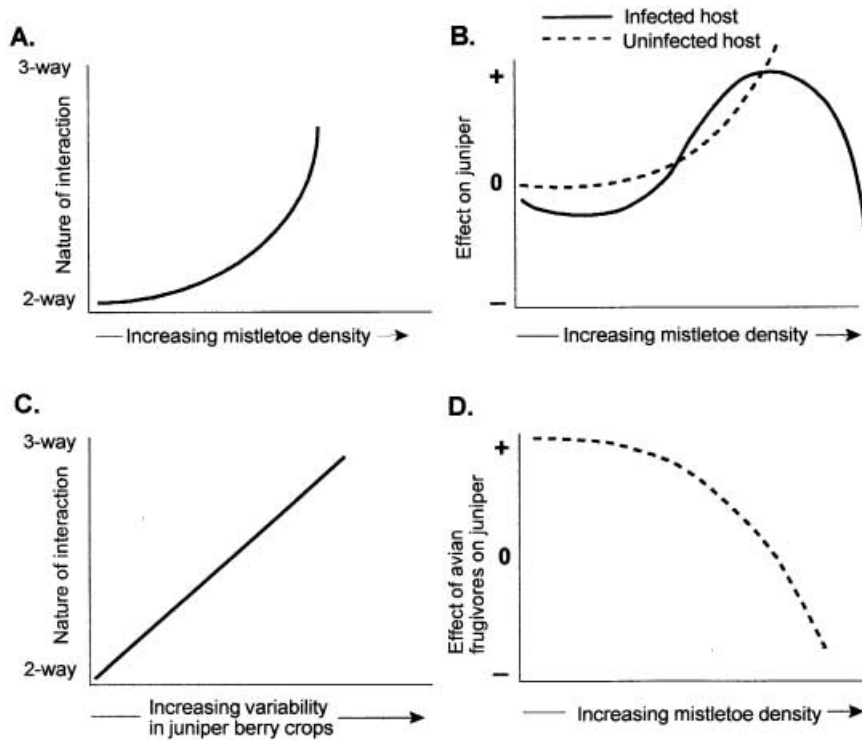 A.
3-way
Nature of interaction
2-way
Increasing mistletoe density
B.
Infected host
Uninfected host
+
0
–
Effect on juniper
Increasing mistletoe density
C.
3-way
Nature of interaction
2-way
Increasing variability
in juniper berry crops
D.
+
0
–
Effect of avian
frugivores on juniper
Increasing mistletoe density